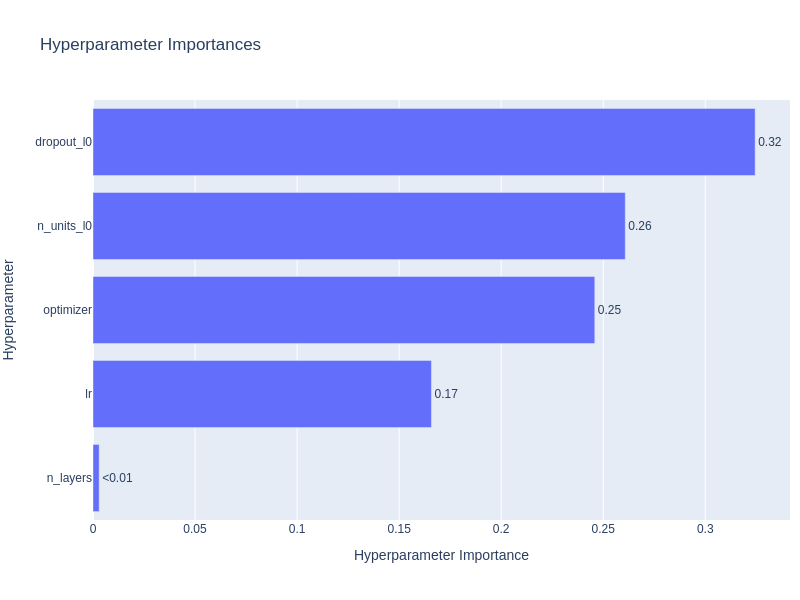 Hyperparameter Importances
Hyperparameter
dropout_l0 0.32
n_units_l0 0.26
optimizer 0.25
lr 0.17
n_layers <0.01
0 0.05 0.1 0.15 0.2 0.25 0.3
Hyperparameter Importance